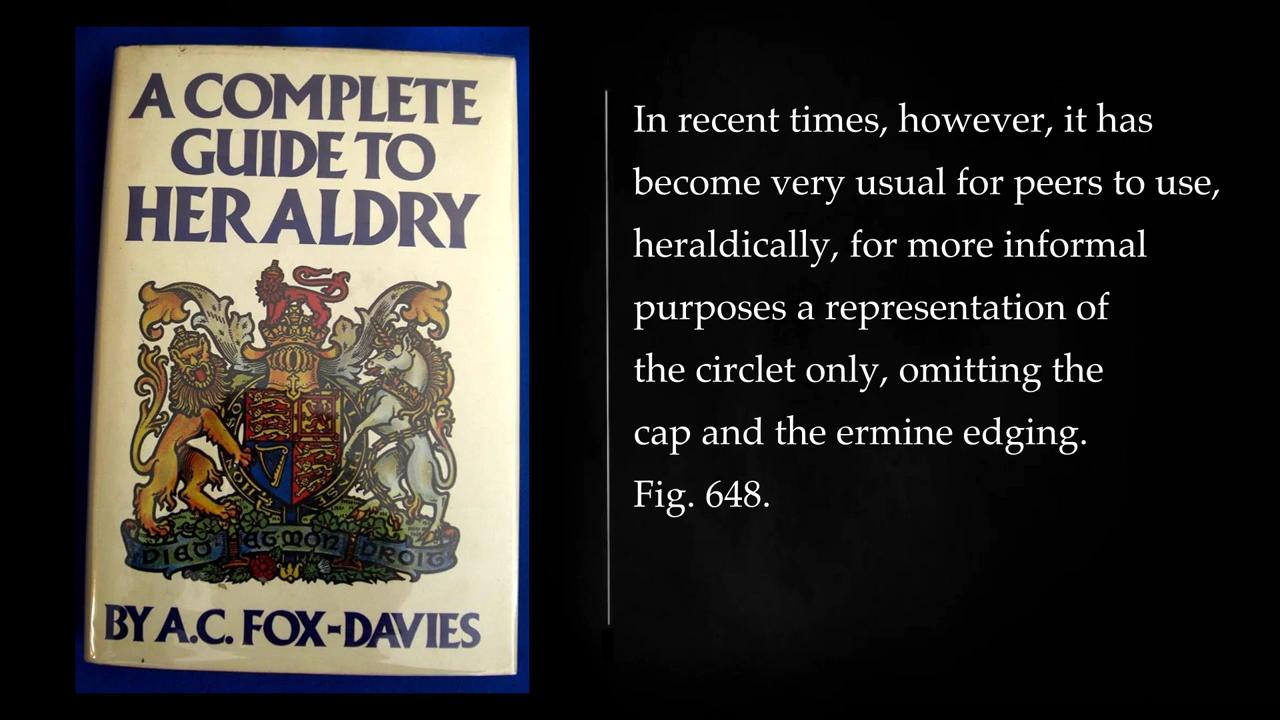 A COMPLETE
GUIDE TO
HERALDRY
DIEU ET MON DROIT
BY A.C. FOX-DAVIES
In recent times, however, it has
become very usual for peers to use,
heraldically, for more informal
purposes a representation of
the circlet only, omitting the
cap and the ermine edging.
Fig. 648.